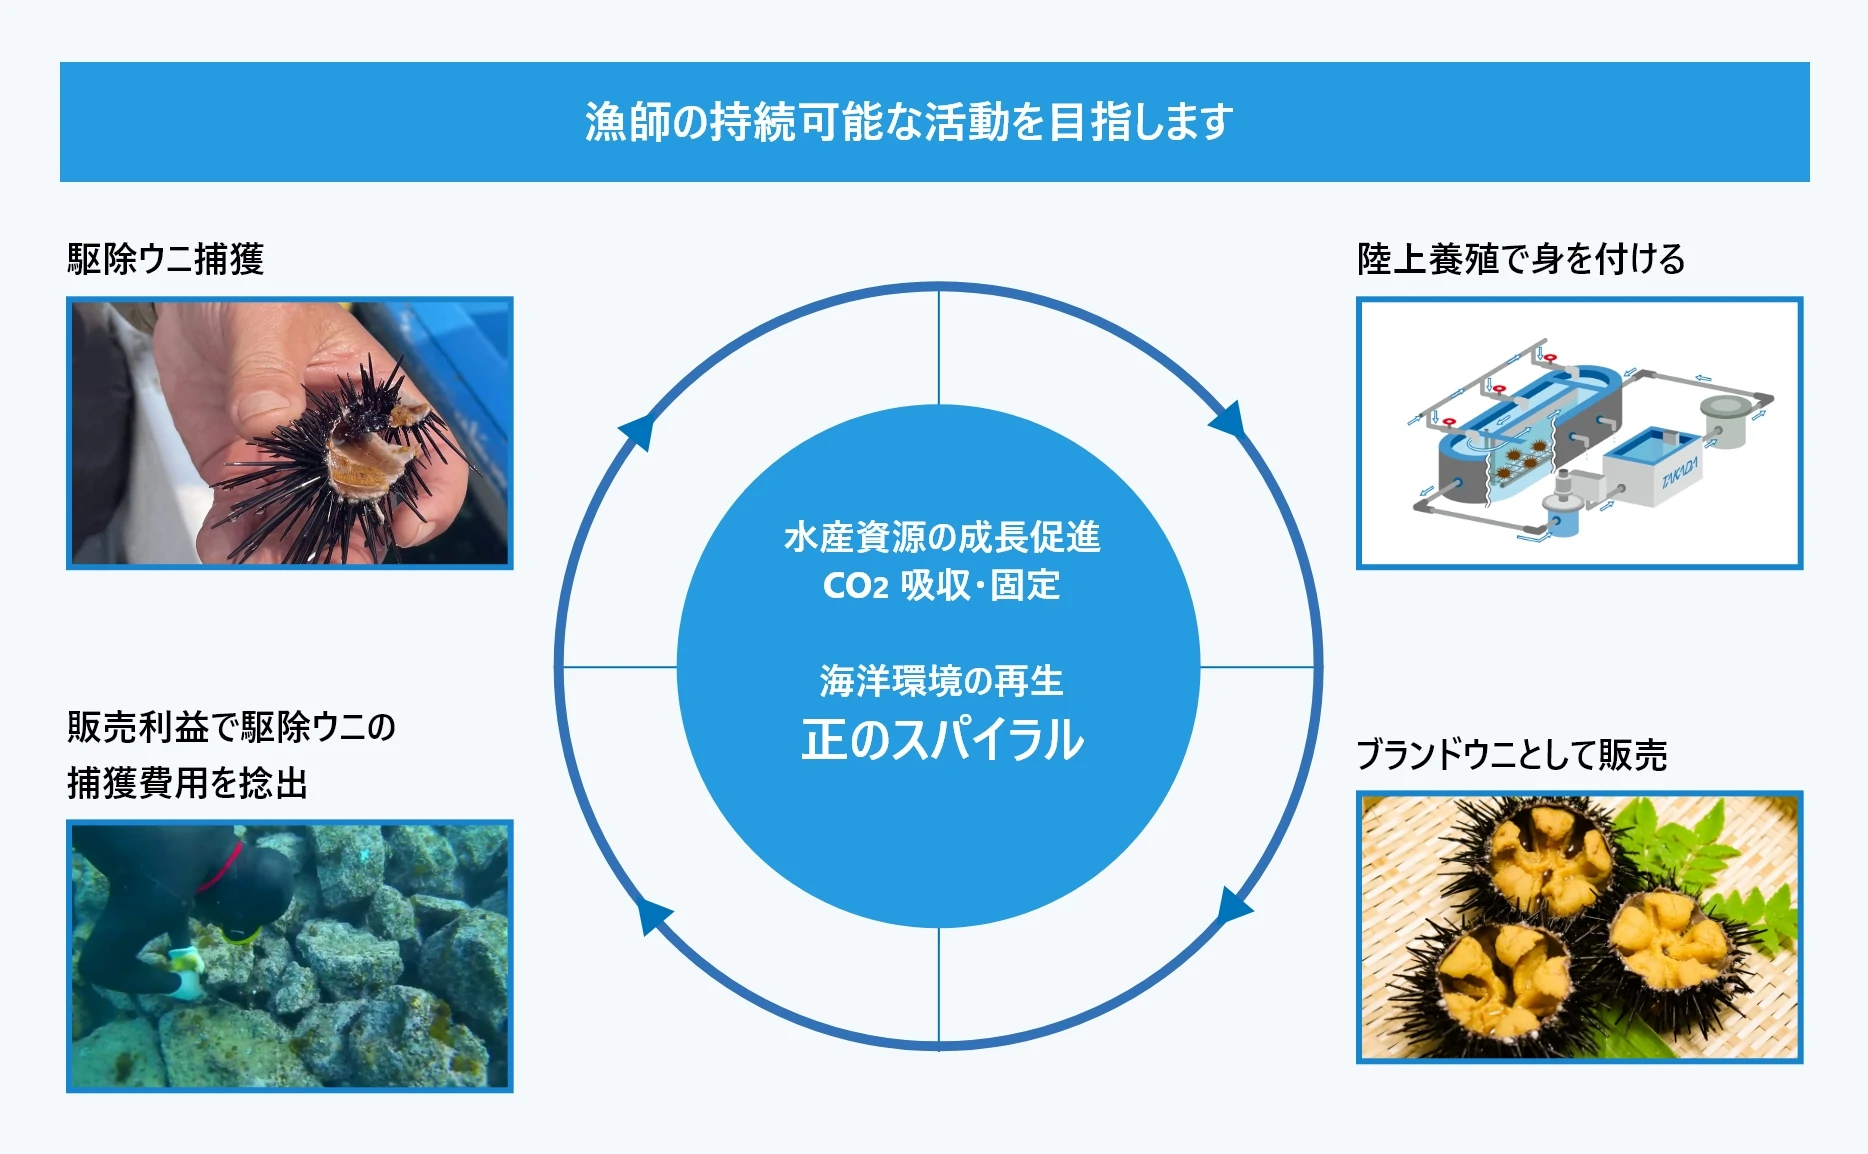 漁師の持続可能な活動を目指します
駆除ウニ捕獲
陸上養殖で身を付ける
TAKADA
水産資源の成長促進
CO2 吸収・固定
海洋環境の再生
正のスパイラル
販売利益で駆除ウニの
捕獲費用を捻出
ブランドウニとして販売